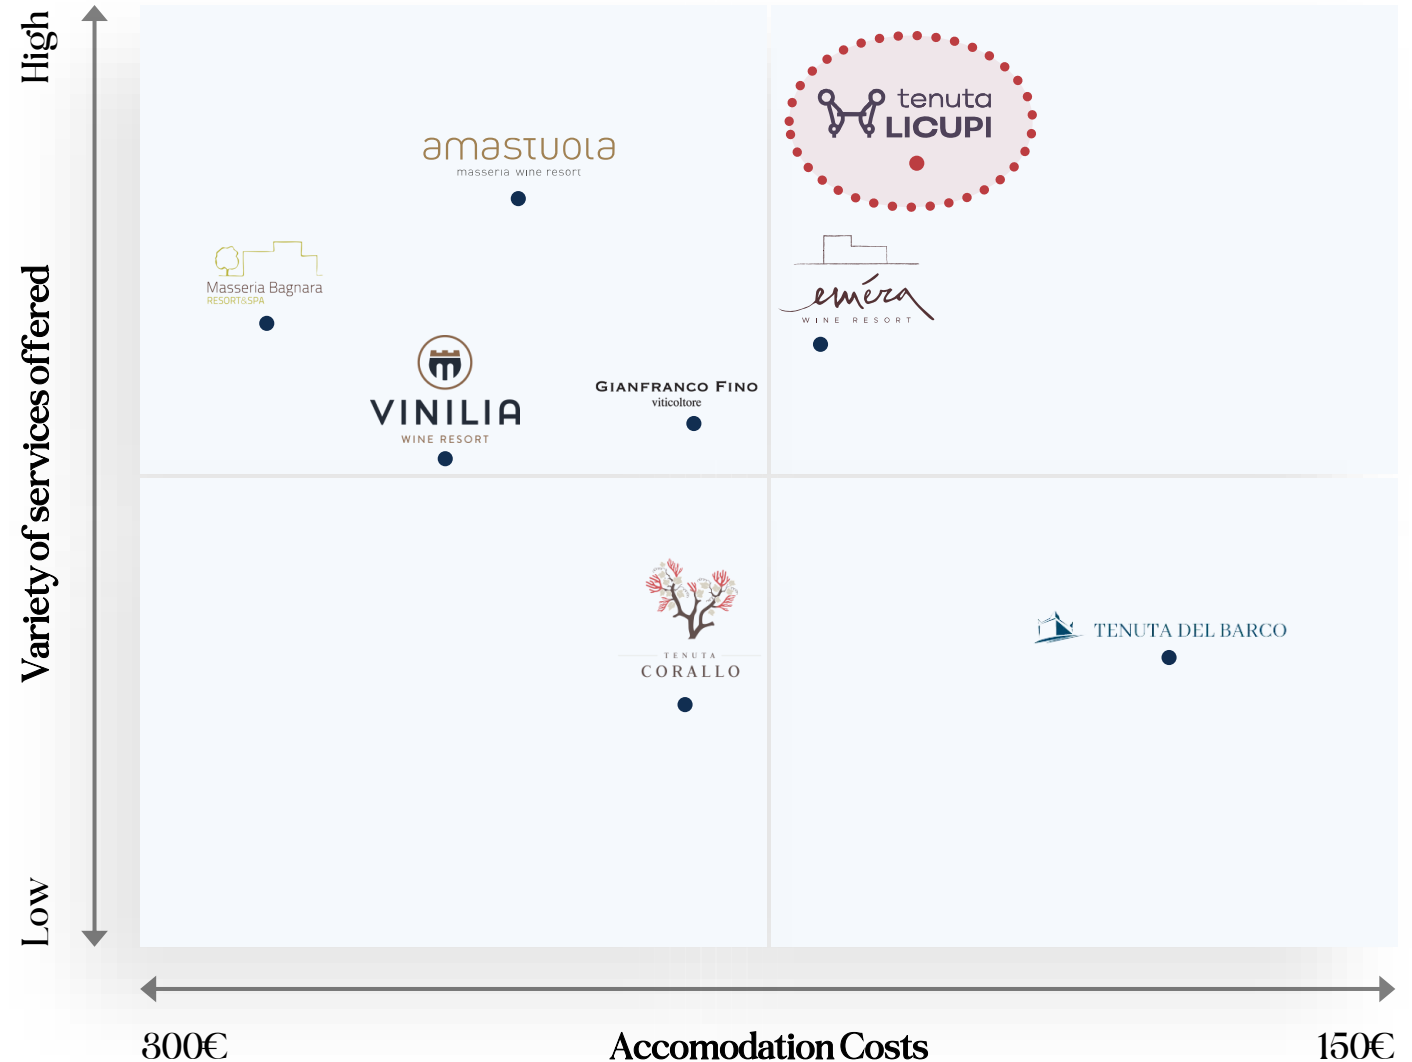 High
tenuta
LICUPI
amastuola
masseria wine resort
Masseria Bagnara
RESORT&SPA
eméra
WINE RESORT
VINILIA
WINE RESORT
GIANFRANCO FINO
viticoltore
Variety of services offered
TENUTA
CORALLO
TENUTA DEL BARCO
Low
300€
Accomodation Costs
150€